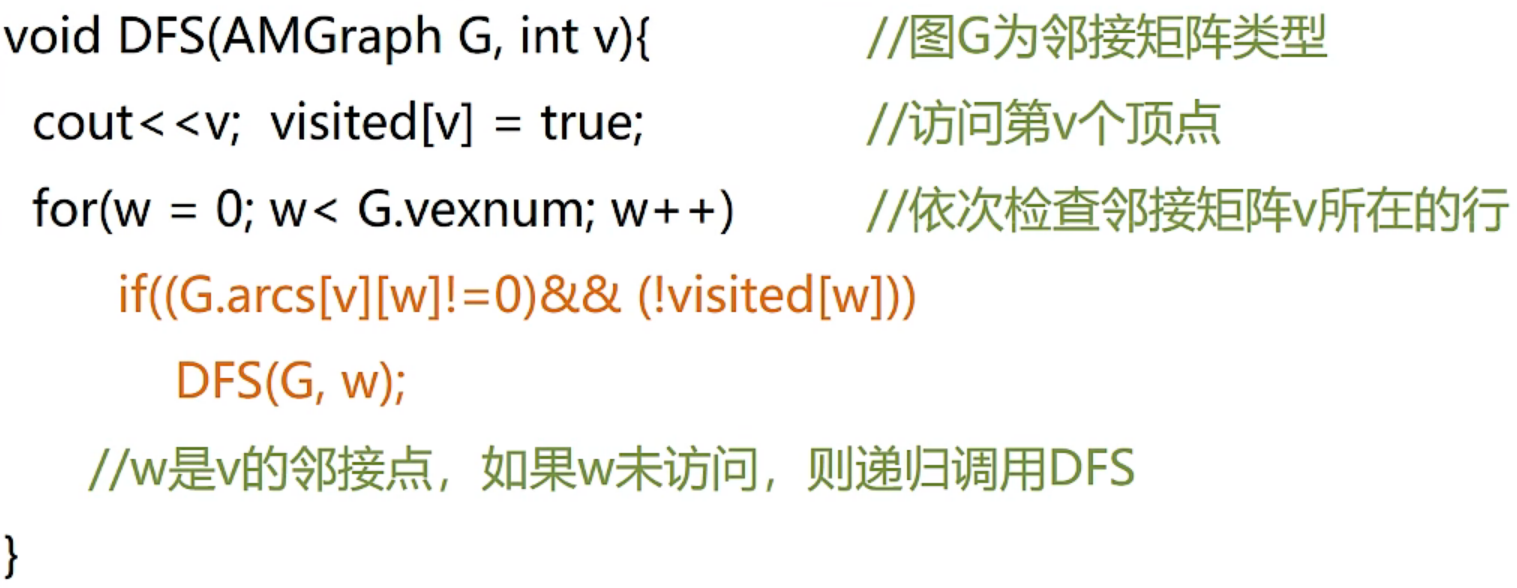 void DFS(AMGraph G, int v){ //图G为邻接矩阵类型
cout<<v; visited[v] = true; //访问第v个顶点
for(w = 0; w< G.vexnum; w++) //依次检查邻接矩阵v所在的行
if((G.arcs[v][w]!=0)&& (!visited[w]))
DFS(G, w);
//w是v的邻接点，如果w未访问，则递归调用DFS
}